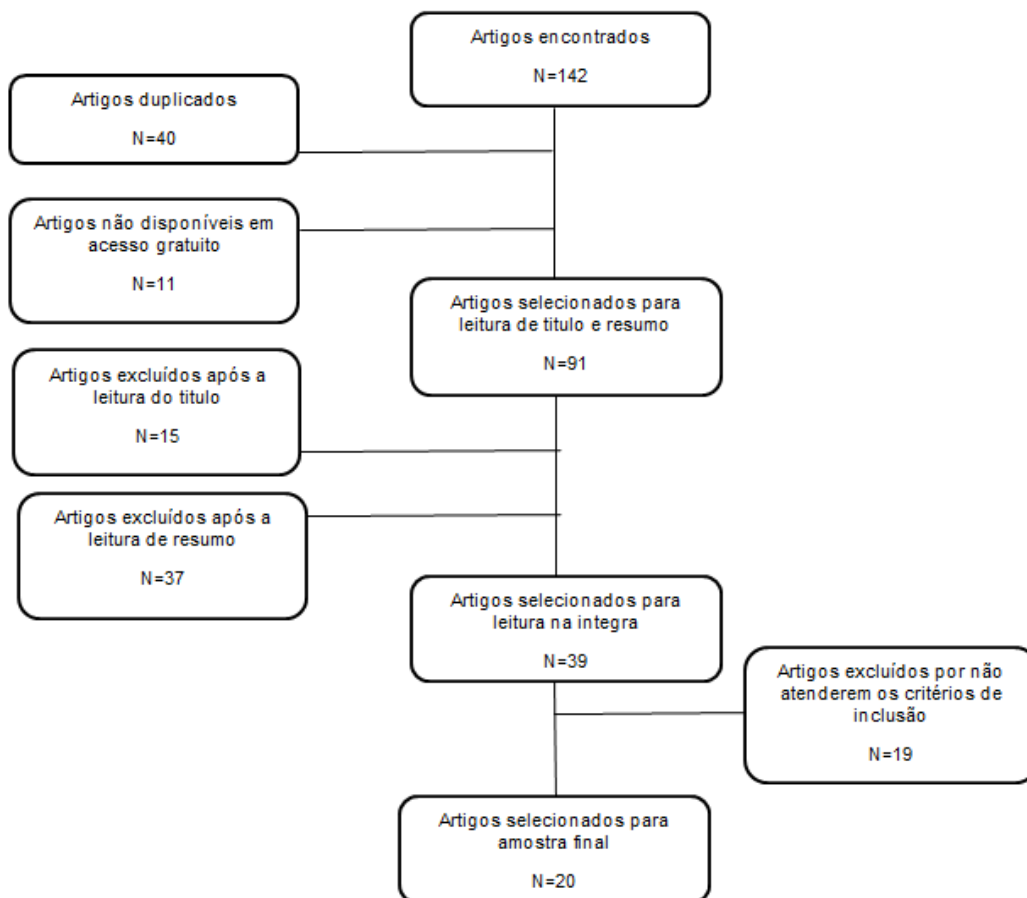 Artigos encontrados
N=142
Artigos duplicados
N=40
Artigos não disponíveis em
acesso gratuito
N=11
Artigos selecionados para
leitura de titulo e resumo
N=91
Artigos excluídos após a
leitura do titulo
N=15
Artigos excluídos após a
leitura de resumo
N=37
Artigos selecionados para
leitura na integra
N=39
Artigos excluídos por não
atenderem os critérios de
inclusão
N=19
Artigos selecionados para
amostra final
N=20